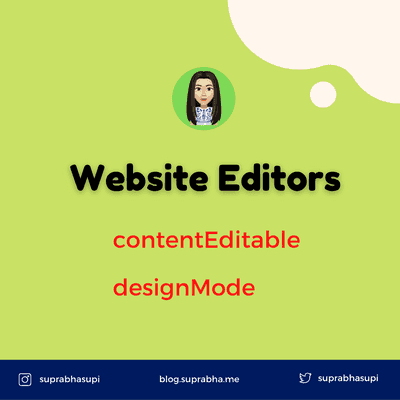 Website Editors
contentEditable
designMode
suprabhasupi
blog.suprabha.me
suprabhasupi